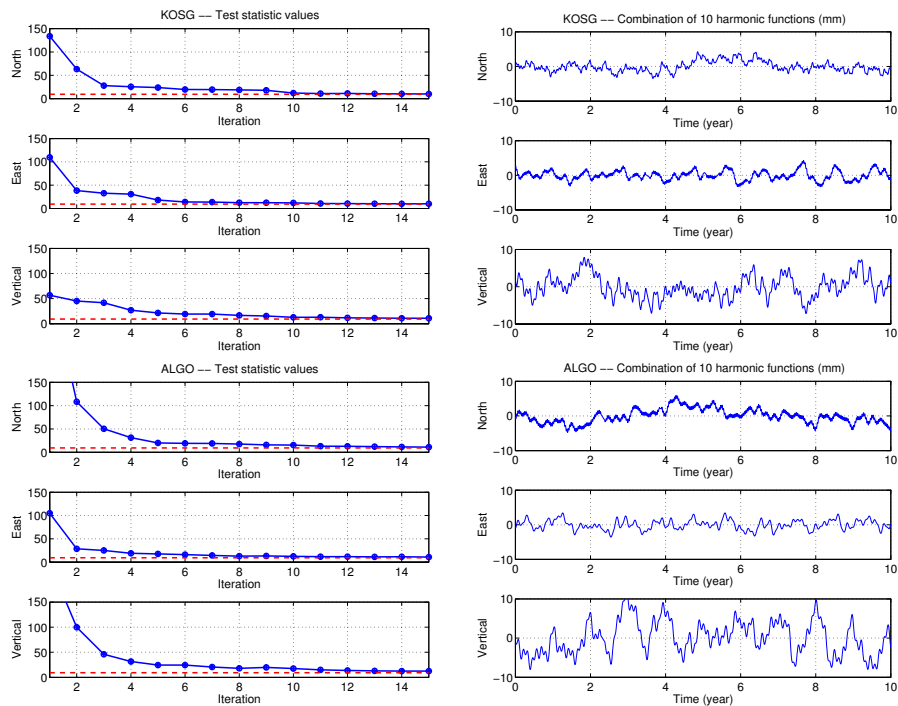 KOSG −− Test statistic values
150
100
50
0
North
2 4 6 8 10 12 14
Iteration
150
100
50
0
East
2 4 6 8 10 12 14
Iteration
150
100
50
0
Vertical
2 4 6 8 10 12 14
Iteration
ALGO −− Test statistic values
150
100
50
0
North
2 4 6 8 10 12 14
Iteration
150
100
50
0
East
2 4 6 8 10 12 14
Iteration
150
100
50
0
Vertical
2 4 6 8 10 12 14
Iteration
KOSG −− Combination of 10 harmonic functions (mm)
10
0
−10
North
0 2 4 6 8 10
Time (year)
10
0
−10
East
0 2 4 6 8 10
Time (year)
10
0
−10
Vertical
0 2 4 6 8 10
Time (year)
ALGO −− Combination of 10 harmonic functions (mm)
10
0
−10
North
0 2 4 6 8 10
Time (year)
10
0
−10
East
0 2 4 6 8 10
Time (year)
10
0
−10
Vertical
0 2 4 6 8 10
Time (year)